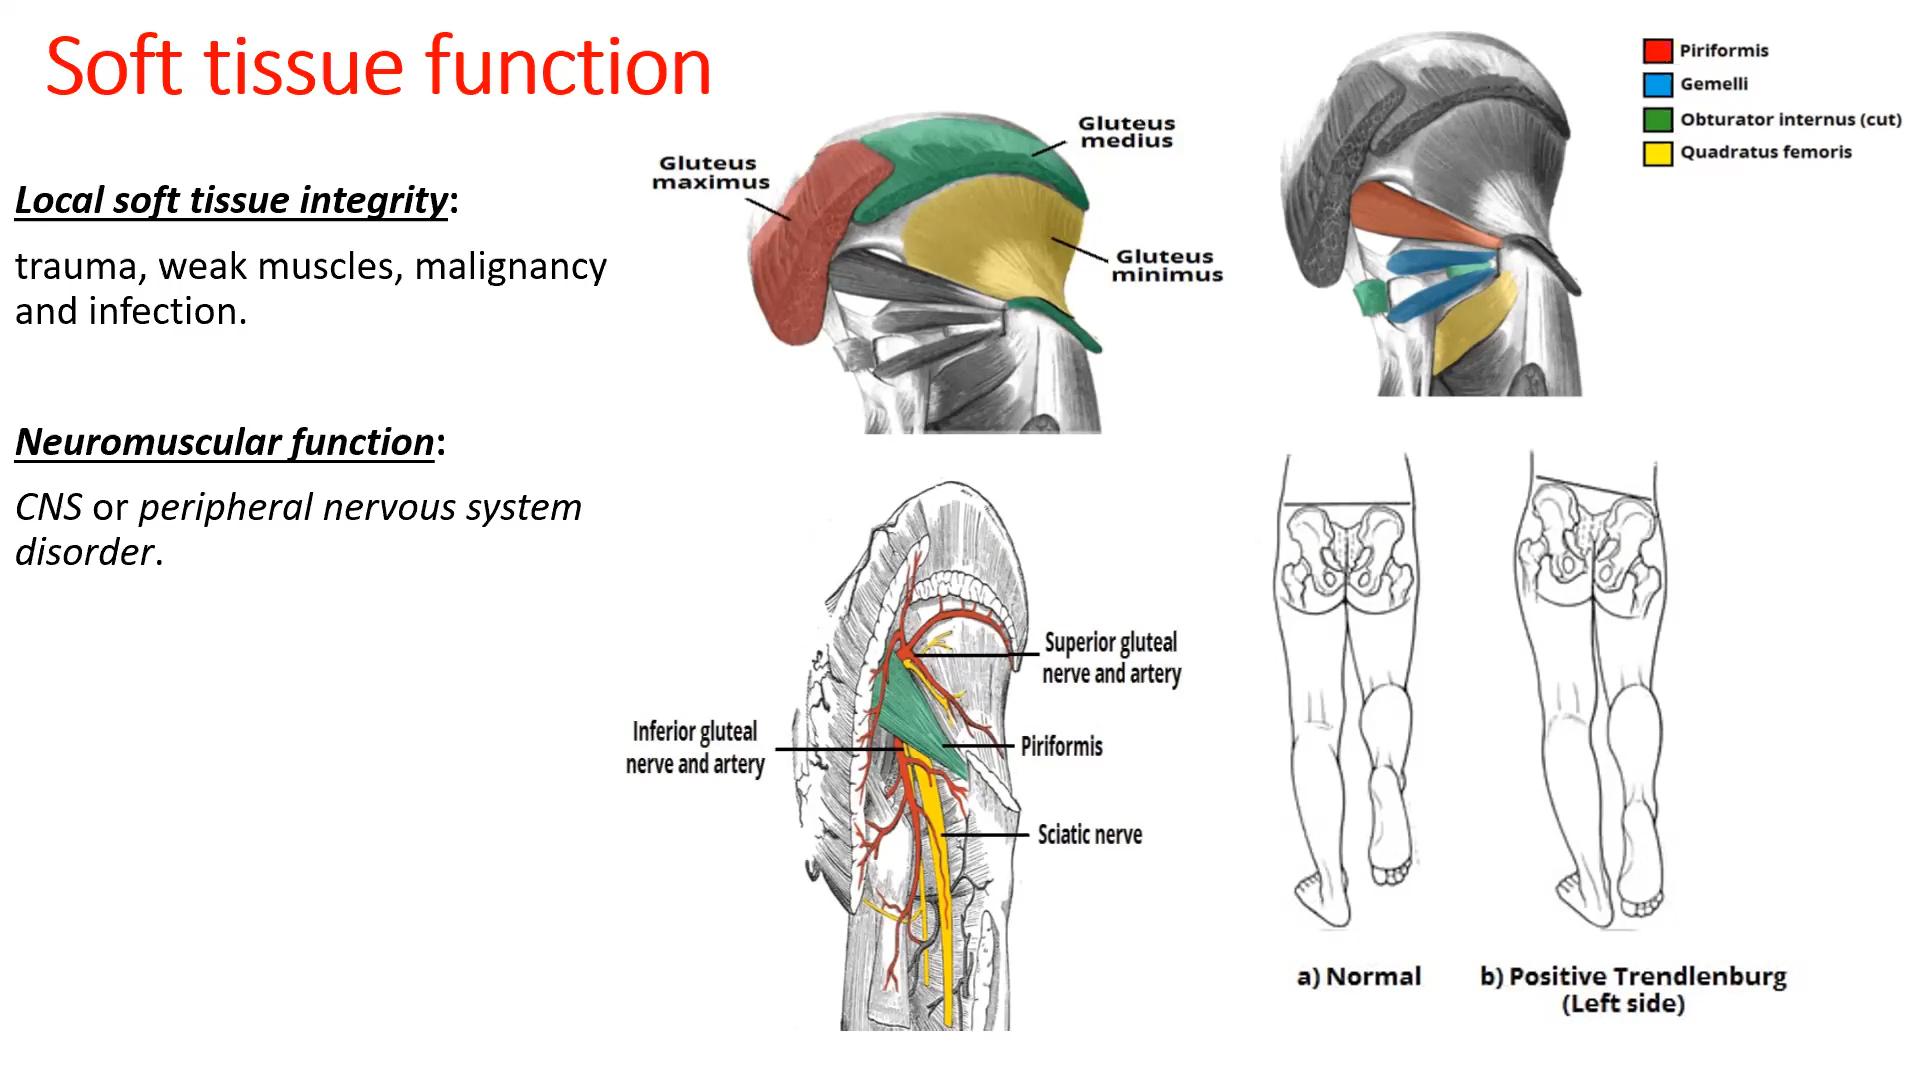 Soft tissue function
Local soft tissue integrity:
trauma, weak muscles, malignancy
and infection.
Neuromuscular function:
CNS or peripheral nervous system
disorder.
Gluteus
maximus
Gluteus
medius
Gluteus
minimus
Piriformis
Gemelli
Obturator internus (cut)
Quadratus femoris
Superior gluteal
nerve and artery
Inferior gluteal
nerve and artery
Piriformis
Sciatic nerve
a) Normal
b) Positive Trendlenburg
(Left side)